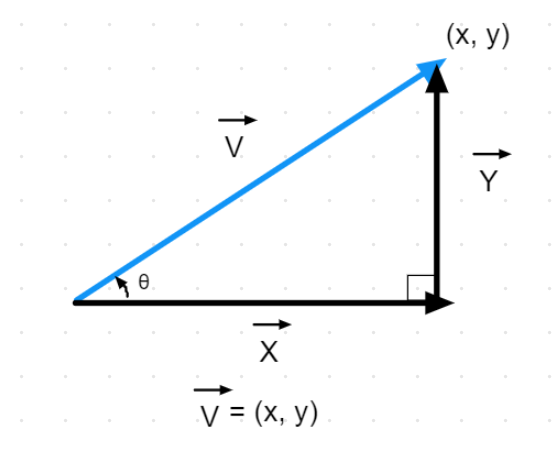 (x, y)
V
Y
θ
X
V = (x, y)